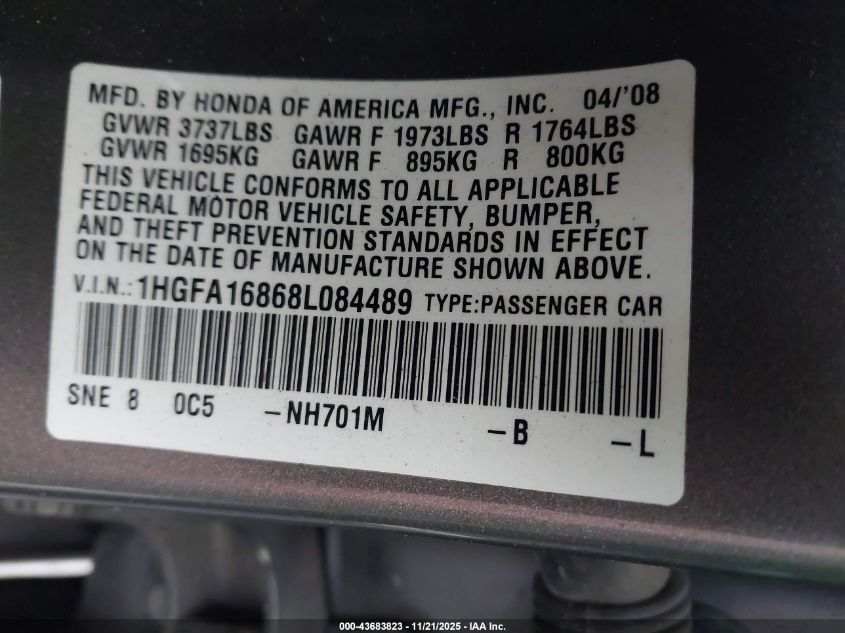 MFD. BY HONDA OF AMERICA MFG., INC. 04/'08
GVWR 3737LBS GAWR F 1973LBS R 1764LBS
GVWR 1695KG GAWR F 895KG R 800KG
THIS VEHICLE CONFORMS TO ALL APPLICABLE
FEDERAL MOTOR VEHICLE SAFETY, BUMPER,
AND THEFT PREVENTION STANDARDS IN EFFECT
ON THE DATE OF MANUFACTURE SHOWN ABOVE.
V.I.N.: 1HGFA16868L084489 TYPE:PASSENGER CAR
SNE 8 0C5 -NH701M -B -L
000-43683823 - 11/21/2025 - IAA Inc.